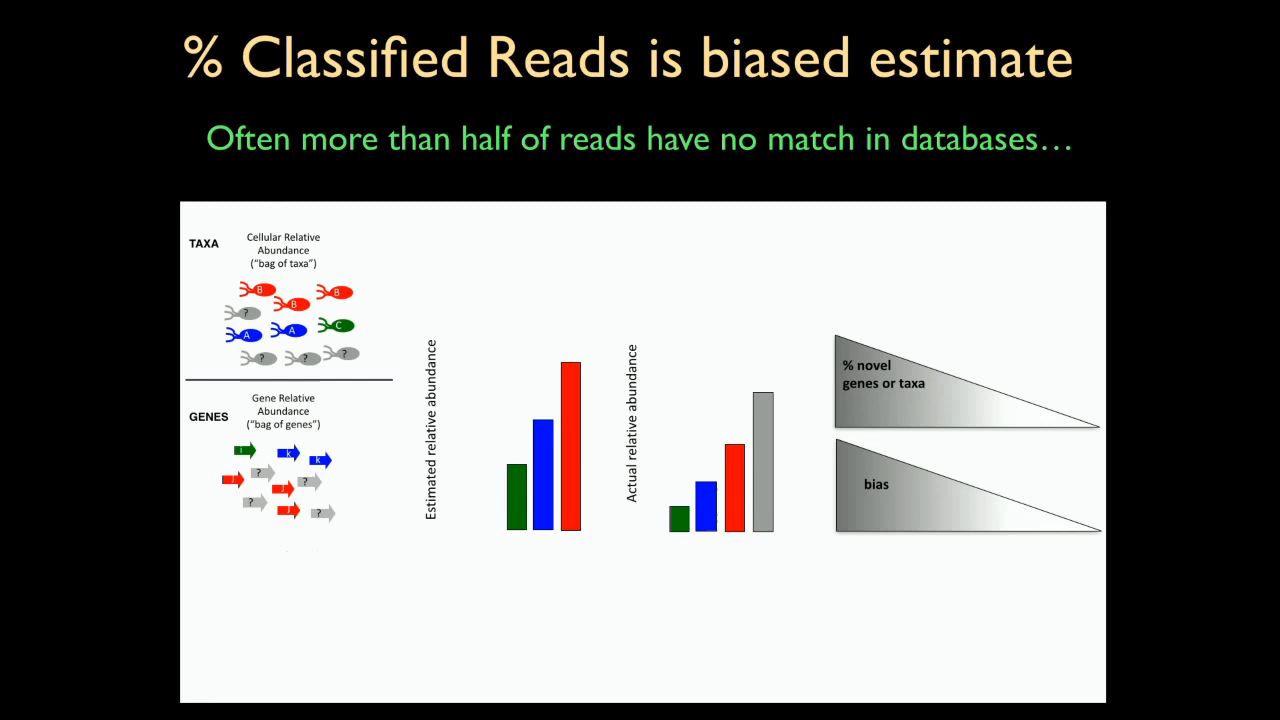 % Classified Reads is biased estimate
Often more than half of reads have no match in databases…
TAXA
Cellular Relative
Abundance
("bag of taxa")
B
B
B
?
A
A
C
?
?
?
GENES
Gene Relative
Abundance
("bag of genes")
k
k
?
?
?
?
Estimated relative abundance
Actual relative abundance
% novel
genes or taxa
bias